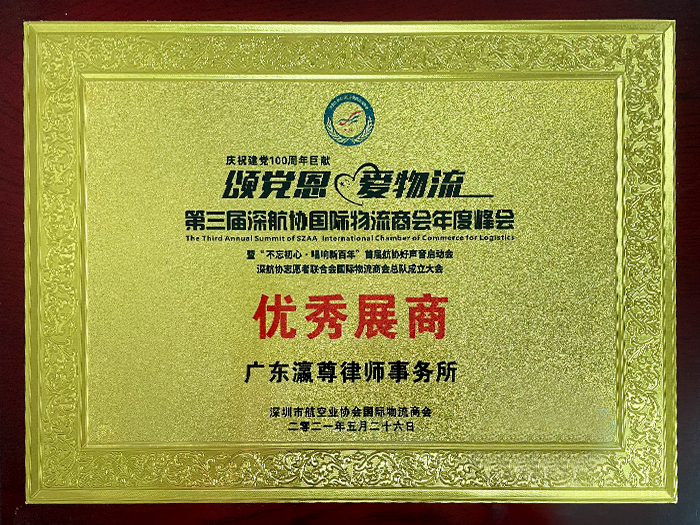 庆祝建党100周年巨献
颂党恩 爱物流
第三届深航协国际物流商会年度峰会
The Third Annual Summit of SZAA International Chamber of Commerce for Logistics
暨“不忘初心·唱响新百年”首届航协好声音启动会
深航协志愿者联合会国际物流商会总队成立大会
优秀展商
广东瀛尊律师事务所
深圳市航空业协会国际物流商会
二零二一年五月二十六日